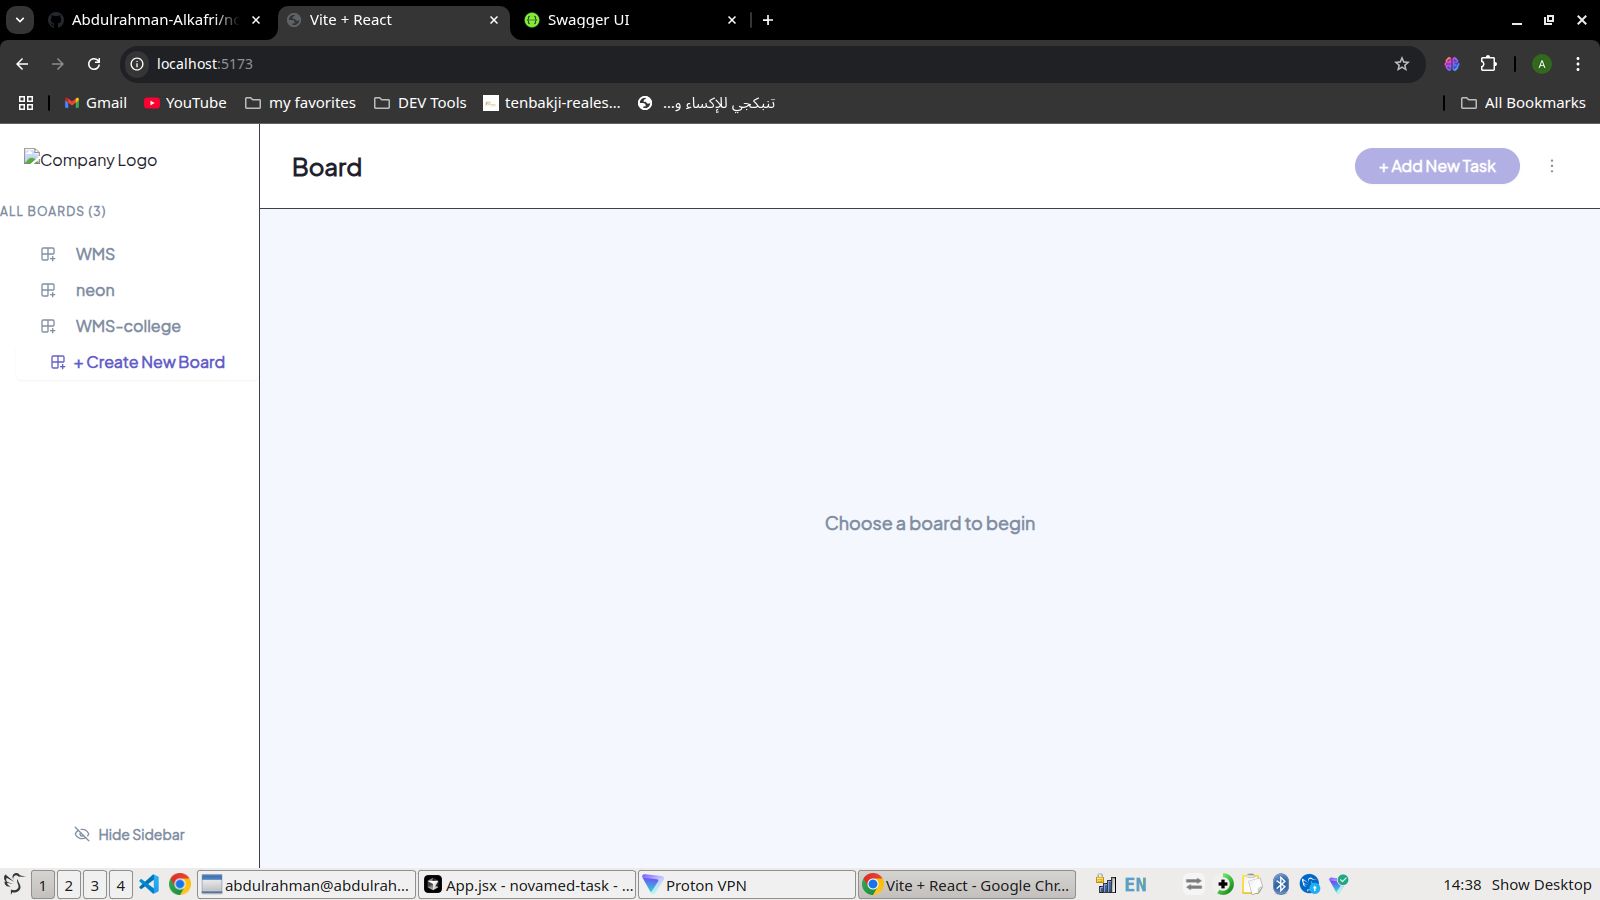 Abdulrahman-Alkafri/no
Vite + React
Swagger UI
localhost:5173
A
Gmail
YouTube
my favorites
DEV Tools
tenbakji-reales...
تنبكجي للإكساء و...
All Bookmarks
Company Logo
Board
+ Add New Task
ALL BOARDS (3)
WMS
neon
WMS-college
+ Create New Board
Choose a board to begin
Hide Sidebar
1
2
3
4
abdulrahman@abdulrah...
App.jsx - novamed-task - ...
Proton VPN
Vite + React - Google Chr...
EN
14:38
Show Desktop